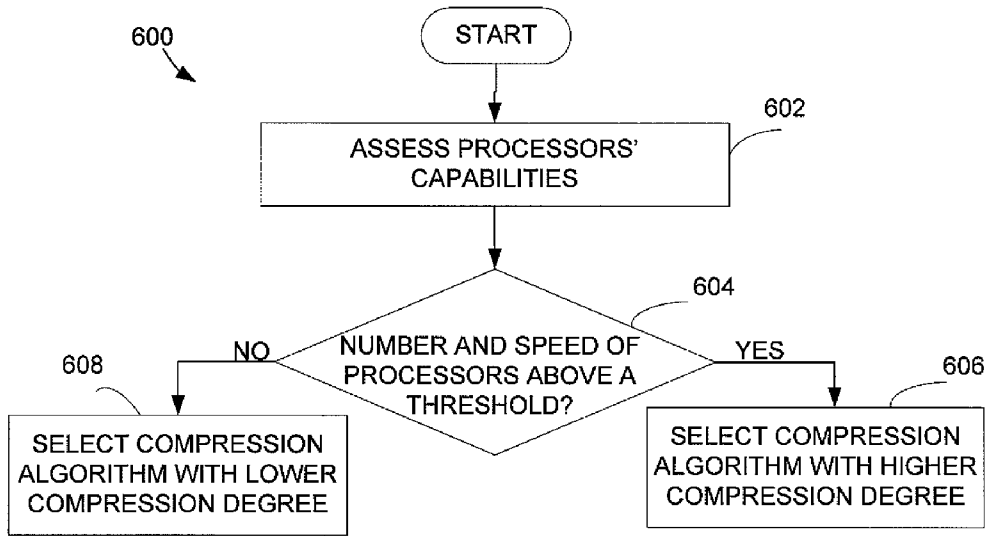 600
START
602
ASSESS PROCESSORS'
CAPABILITIES
604
NUMBER AND SPEED OF
PROCESSORS ABOVE A
THRESHOLD?
NO
YES
608
SELECT COMPRESSION
ALGORITHM WITH LOWER
COMPRESSION DEGREE
606
SELECT COMPRESSION
ALGORITHM WITH HIGHER
COMPRESSION DEGREE